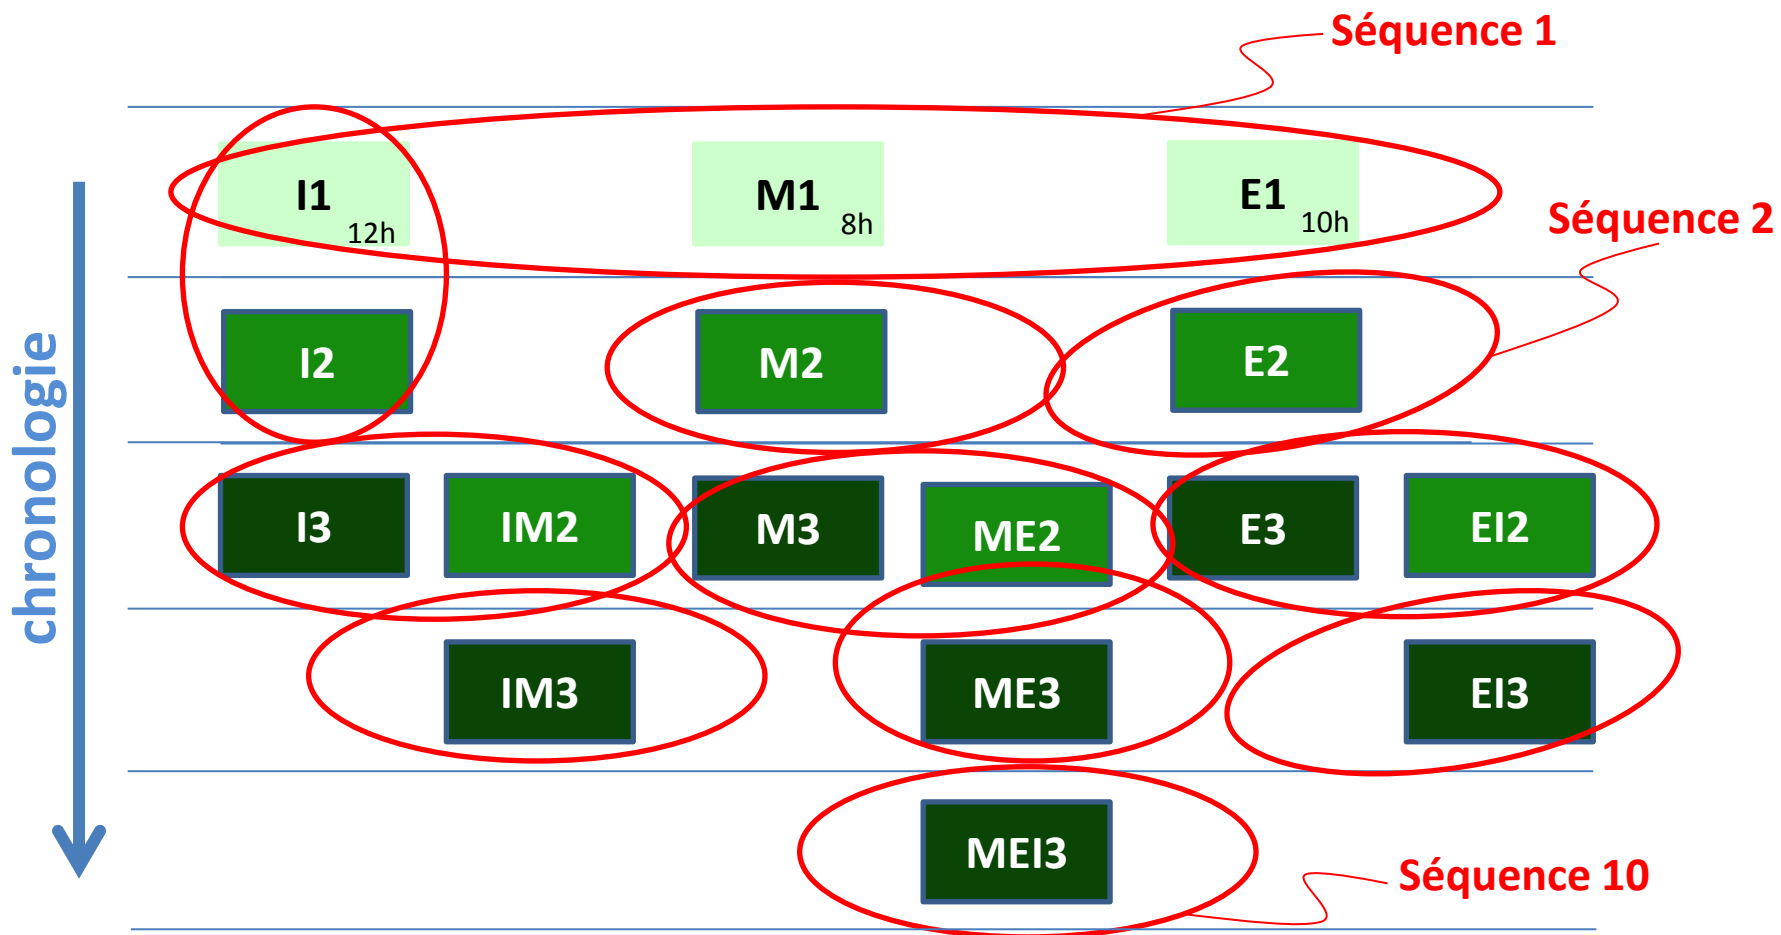 Séquence 1
I1
12h
M1
8h
E1
10h
Séquence 2
I2
M2
E2
chronologie
I3
IM2
M3
ME2
E3
EI2
IM3
ME3
EI3
MEI3
Séquence 10